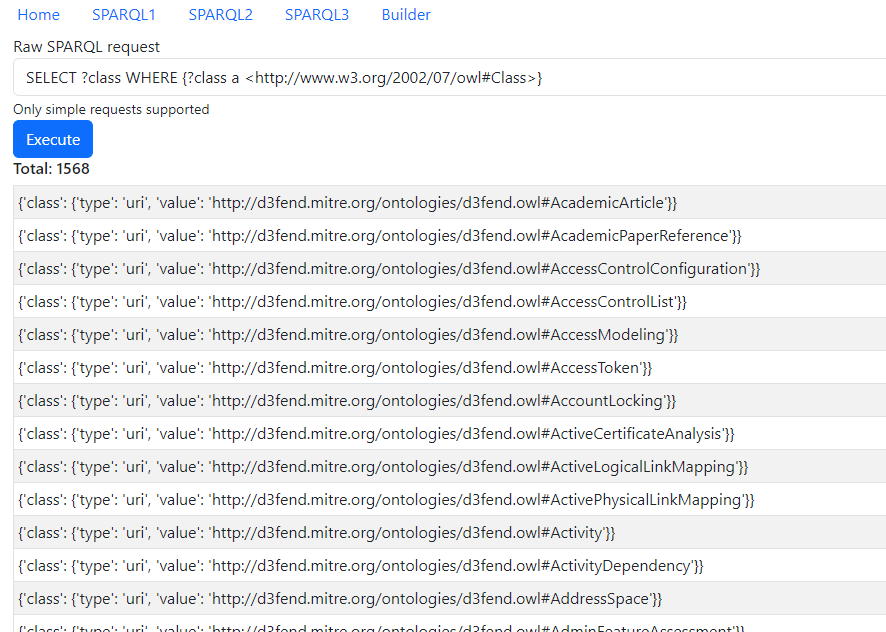 Home SPARQL1 SPARQL2 SPARQL3 Builder
Raw SPARQL request
SELECT ?class WHERE {?class a <http://www.w3.org/2002/07/owl#Class>}
Only simple requests supported
Execute
Total: 1568
{'class': {'type': 'uri', 'value': 'http://d3fend.mitre.org/ontologies/d3fend.owl#AcademicArticle'}}
{'class': {'type': 'uri', 'value': 'http://d3fend.mitre.org/ontologies/d3fend.owl#AcademicPaperReference'}}
{'class': {'type': 'uri', 'value': 'http://d3fend.mitre.org/ontologies/d3fend.owl#AccessControlConfiguration'}}
{'class': {'type': 'uri', 'value': 'http://d3fend.mitre.org/ontologies/d3fend.owl#AccessControlList'}}
{'class': {'type': 'uri', 'value': 'http://d3fend.mitre.org/ontologies/d3fend.owl#AccessModeling'}}
{'class': {'type': 'uri', 'value': 'http://d3fend.mitre.org/ontologies/d3fend.owl#AccessToken'}}
{'class': {'type': 'uri', 'value': 'http://d3fend.mitre.org/ontologies/d3fend.owl#AccountLocking'}}
{'class': {'type': 'uri', 'value': 'http://d3fend.mitre.org/ontologies/d3fend.owl#ActiveCertificateAnalysis'}}
{'class': {'type': 'uri', 'value': 'http://d3fend.mitre.org/ontologies/d3fend.owl#ActiveLogicalLinkMapping'}}
{'class': {'type': 'uri', 'value': 'http://d3fend.mitre.org/ontologies/d3fend.owl#ActivePhysicalLinkMapping'}}
{'class': {'type': 'uri', 'value': 'http://d3fend.mitre.org/ontologies/d3fend.owl#Activity'}}
{'class': {'type': 'uri', 'value': 'http://d3fend.mitre.org/ontologies/d3fend.owl#ActivityDependency'}}
{'class': {'type': 'uri', 'value': 'http://d3fend.mitre.org/ontologies/d3fend.owl#AddressSpace'}}
{'class': {'type': 'uri', 'value': 'http://d3fend.mitre.org/ontologies/d3fend.owl#AdminFeatureAssessment'}}